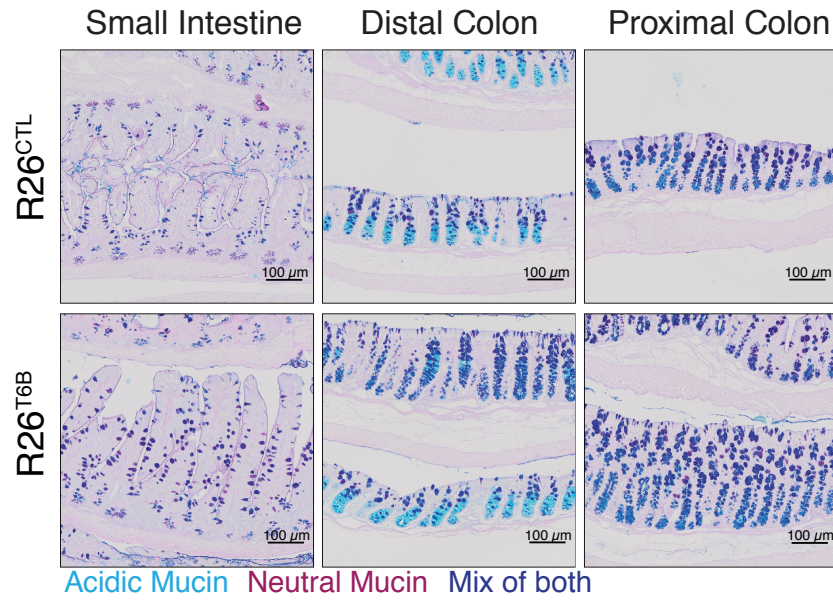 Small Intestine Distal Colon Proximal Colon
R26CTL
100 µm 100 µm 100 µm
R26T6B
100 µm 100 µm 100 µm
Acidic Mucin Neutral Mucin Mix of both